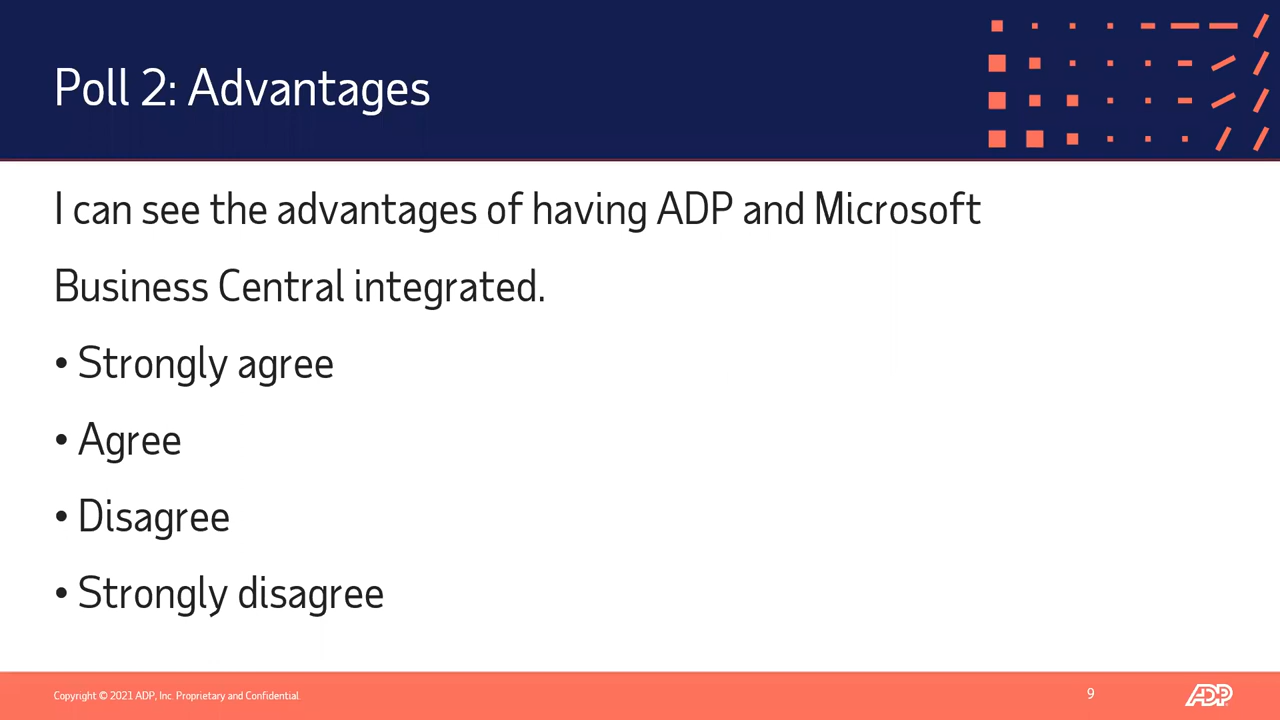 Poll 2: Advantages
I can see the advantages of having ADP and Microsoft
Business Central integrated.
• Strongly agree
• Agree
• Disagree
• Strongly disagree
Copyright © 2021 ADP, Inc. Proprietary and Confidential.
9
ADP